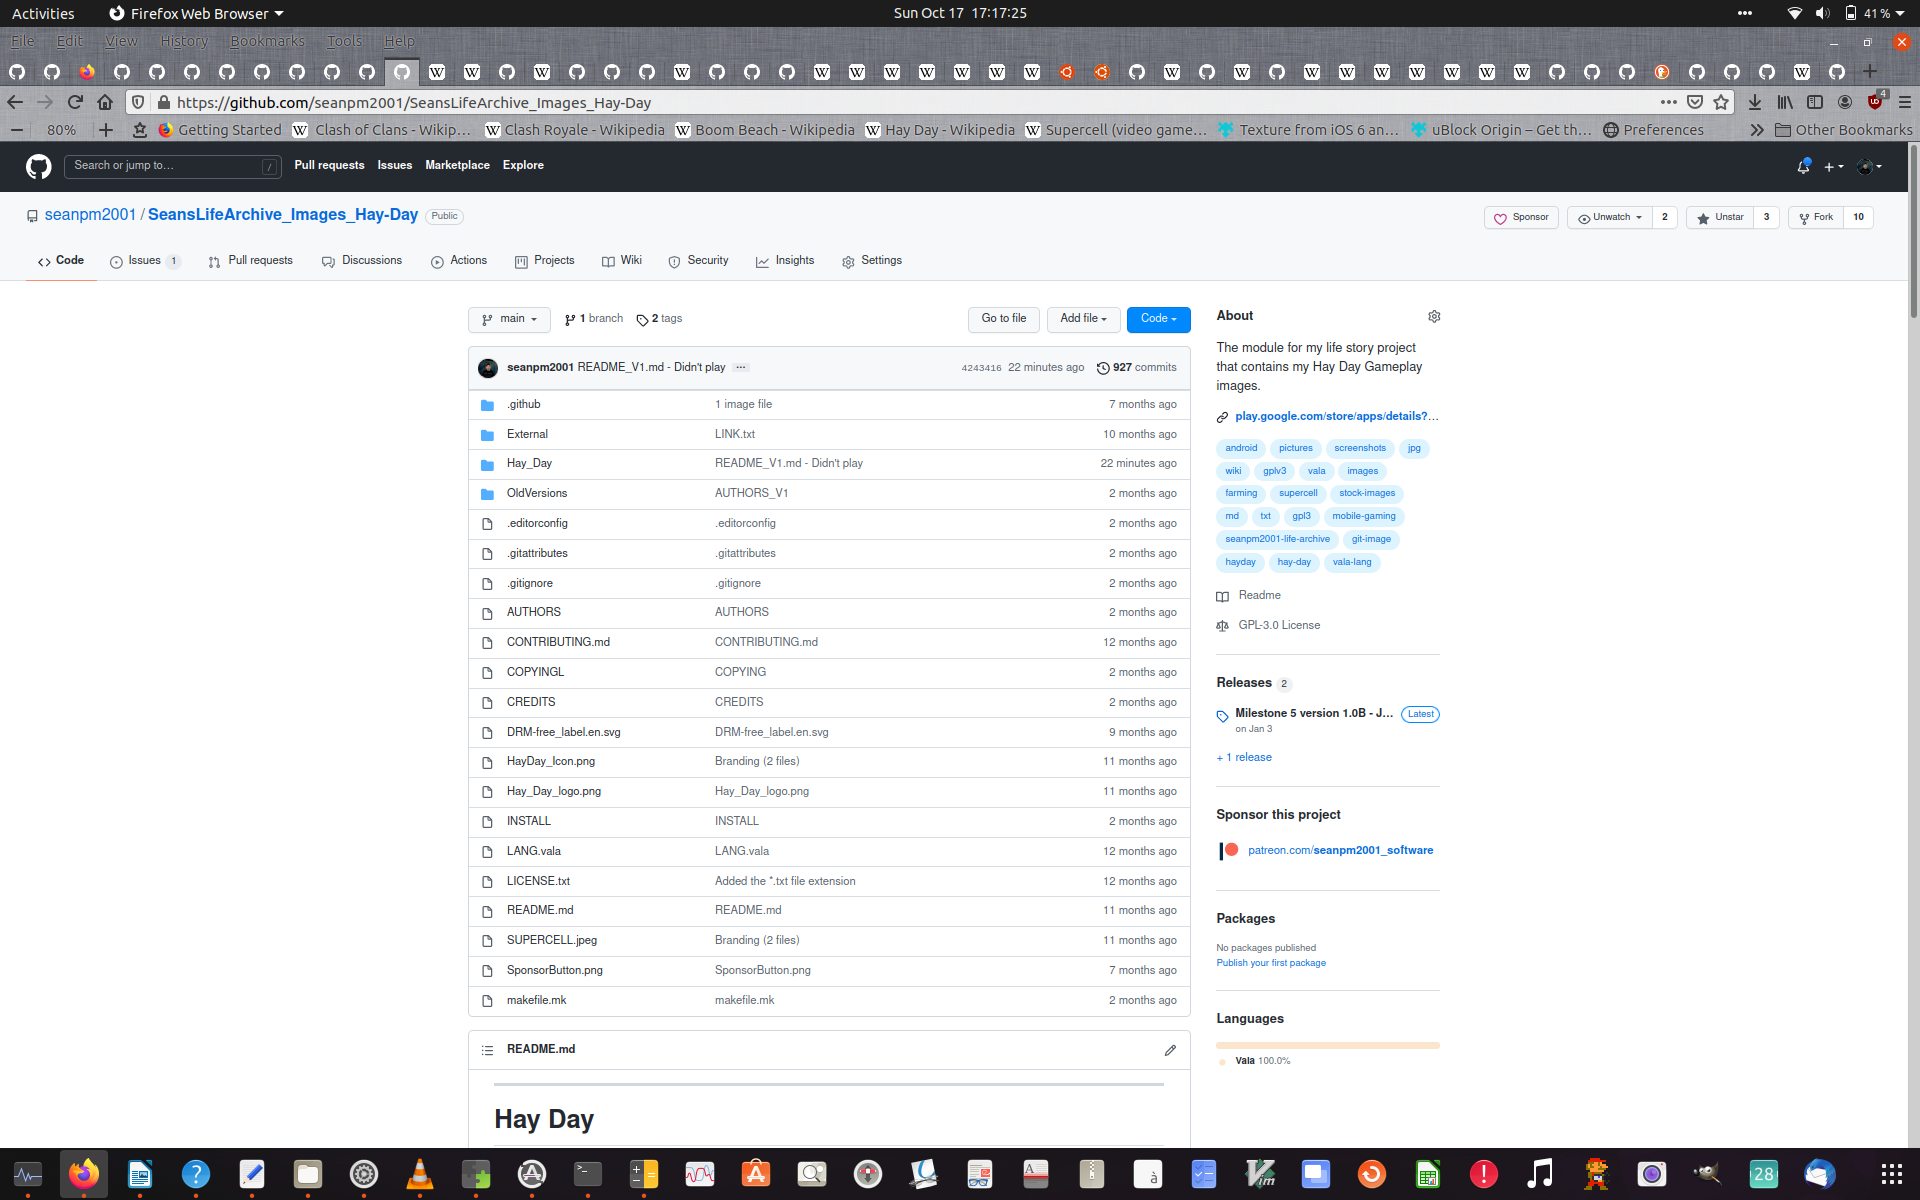 Activities
Firefox Web Browser
Sun Oct 17 17:17:25
41%
File Edit View History Bookmarks Tools Help
https://github.com/seanpm2001/SeansLifeArchive_Images_Hay-Day
4
80%
Getting Started
Clash of Clans - Wikip…
Clash Royale - Wikipedia
Boom Beach - Wikipedia
Hay Day - Wikipedia
Supercell (video game…
Texture from iOS 6 an…
uBlock Origin – Get th…
Preferences
Other Bookmarks
Search or jump to…
/
Pull requests
Issues
Marketplace
Explore
seanpm2001 / SeansLifeArchive_Images_Hay-Day
Public
Sponsor
Unwatch
2
Unstar
3
Fork
10
Code
Issues 1
Pull requests
Discussions
Actions
Projects
Wiki
Security
Insights
Settings
main
1 branch
2 tags
Go to file
Add file
Code
seanpm2001 README_V1.md - Didn't play
4243416 22 minutes ago
927 commits
.github 1 image file 7 months ago
External LINK.txt 10 months ago
Hay_Day README_V1.md - Didn't play 22 minutes ago
OldVersions AUTHORS_V1 2 months ago
.editorconfig .editorconfig 2 months ago
.gitattributes .gitattributes 2 months ago
.gitignore .gitignore 2 months ago
AUTHORS AUTHORS 2 months ago
CONTRIBUTING.md CONTRIBUTING.md 12 months ago
COPYINGL COPYING 2 months ago
CREDITS CREDITS 2 months ago
DRM-free_label.en.svg DRM-free_label.en.svg 9 months ago
HayDay_Icon.png Branding (2 files) 11 months ago
Hay_Day_logo.png Hay_Day_logo.png 11 months ago
INSTALL INSTALL 2 months ago
LANG.vala LANG.vala 12 months ago
LICENSE.txt Added the *.txt file extension 12 months ago
README.md README.md 11 months ago
SUPERCELL.jpeg Branding (2 files) 11 months ago
SponsorButton.png SponsorButton.png 7 months ago
makefile.mk makefile.mk 2 months ago
README.md
Hay Day
About
The module for my life story project
that contains my Hay Day Gameplay
images.
play.google.com/store/apps/details?…
android pictures screenshots jpg
wiki gplv3 vala images
farming supercell stock-images
md txt gpl3 mobile-gaming
seanpm2001-life-archive git-image
hayday hay-day vala-lang
Readme
GPL-3.0 License
Releases 2
Milestone 5 version 1.0B - J…
Latest
on Jan 3
+ 1 release
Sponsor this project
patreon.com/seanpm2001_software
Packages
No packages published
Publish your first package
Languages
Vala 100.0%
28